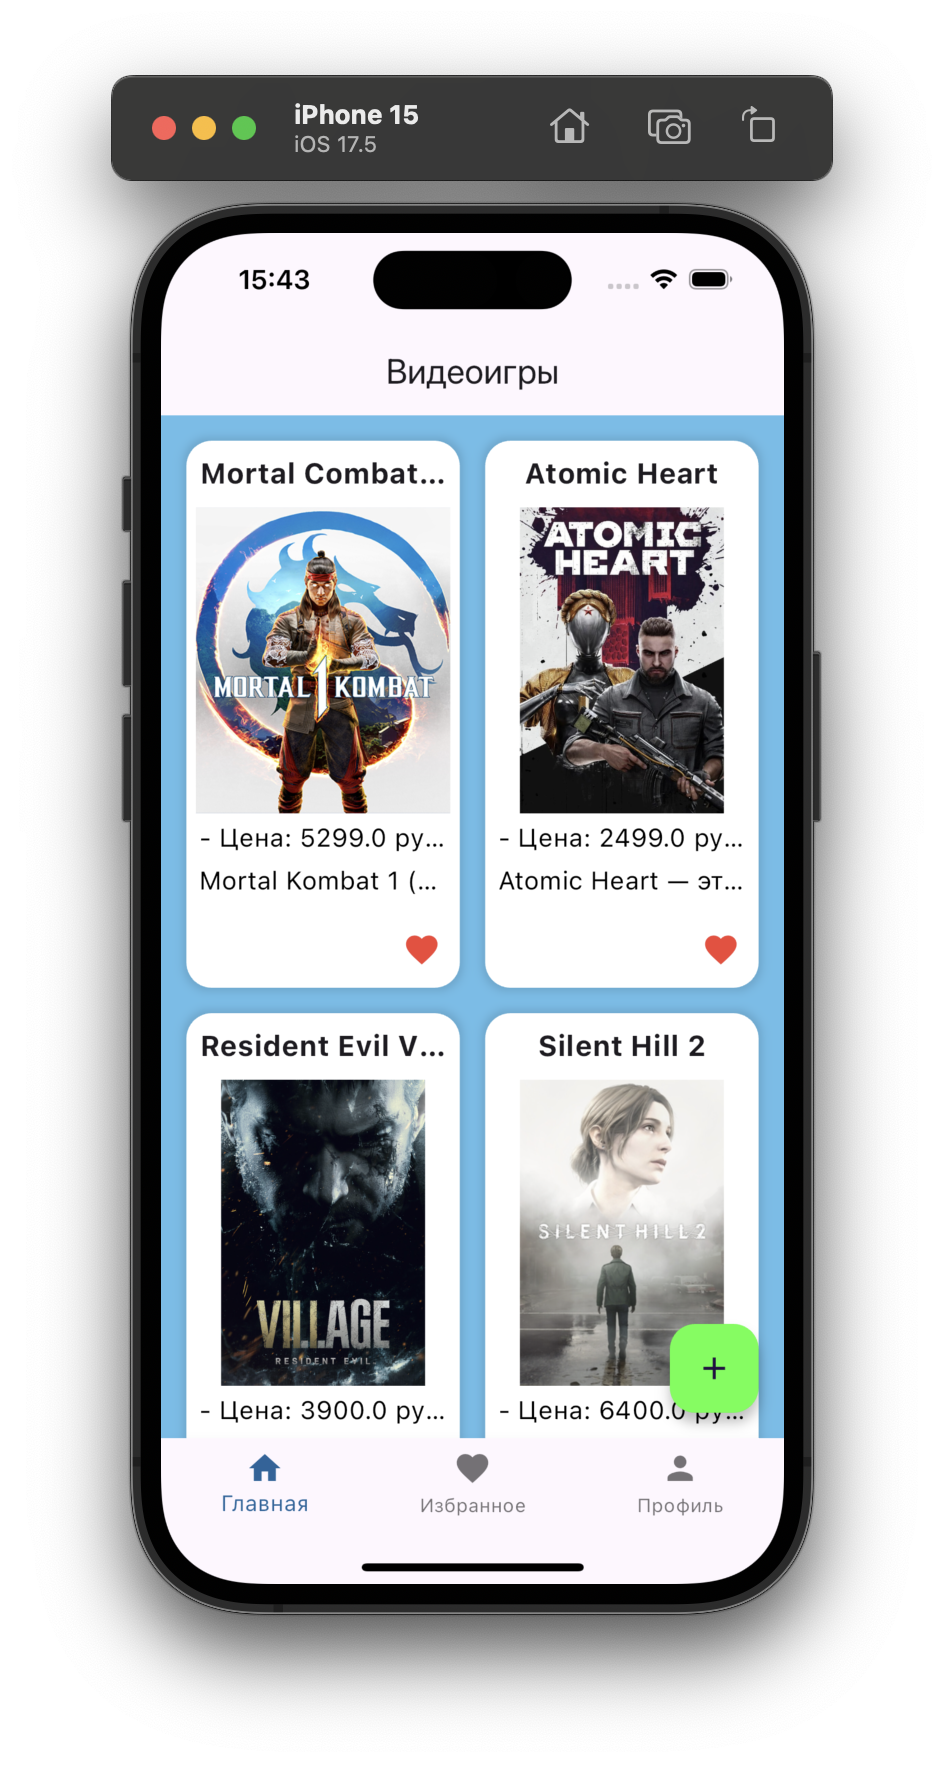 iPhone 15
iOS 17.5
15:43
Видеоигры
Mortal Combat...
Atomic Heart
MORTAL 1 KOMBAT
ATOMIC
HEART
- Цена: 5299.0 ру...
- Цена: 2499.0 ру...
Mortal Kombat 1 (...
Atomic Heart — эт...
Resident Evil V...
Silent Hill 2
VILLAGE
RESIDENT EVIL
SILENT HILL 2
- Цена: 3900.0 ру...
- Цена: 6400.0 ру...
Главная
Избранное
Профиль